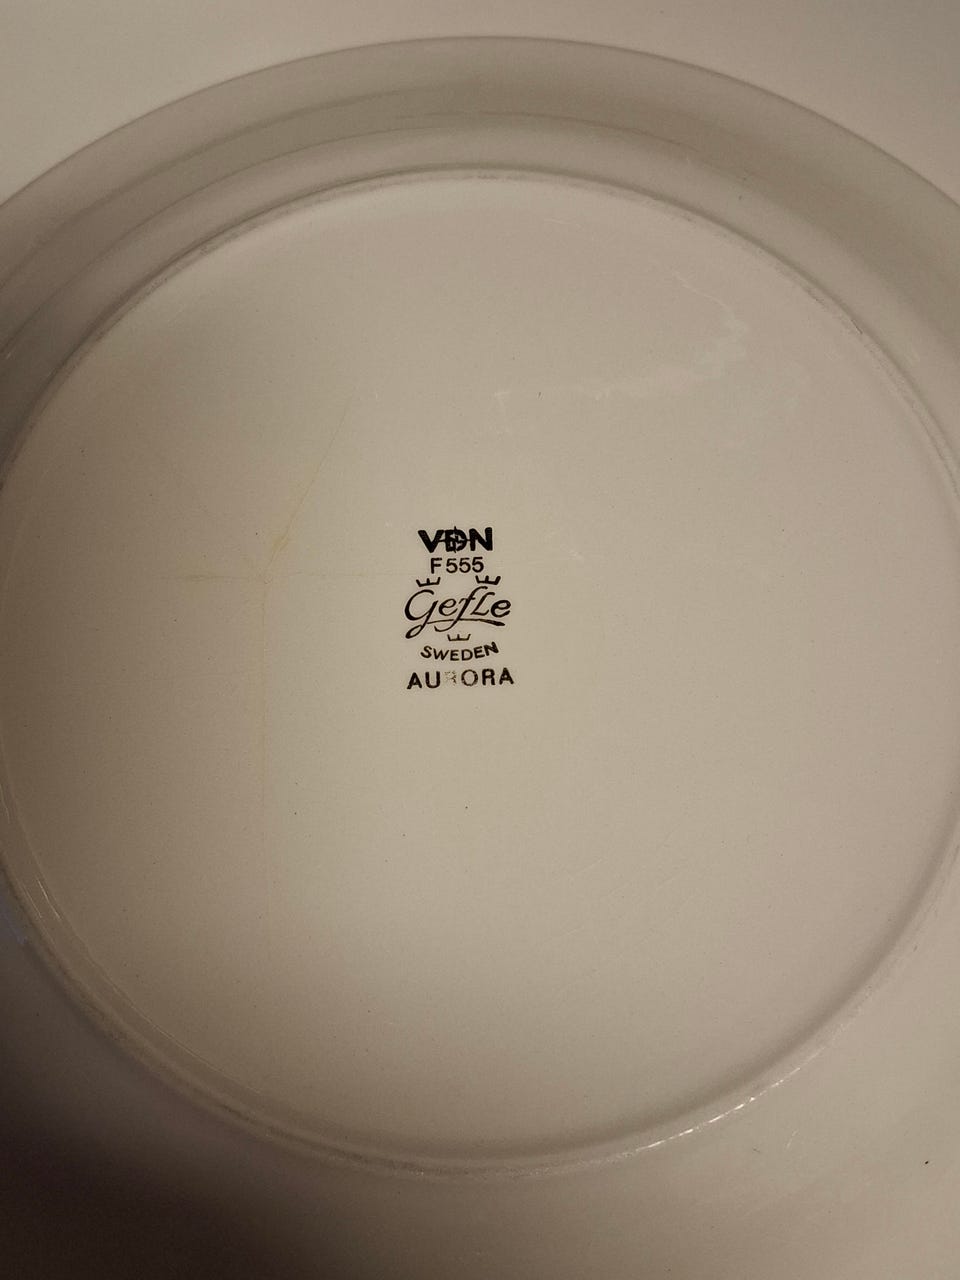 VDN
F555
Gefle
SWEDEN
AURORA